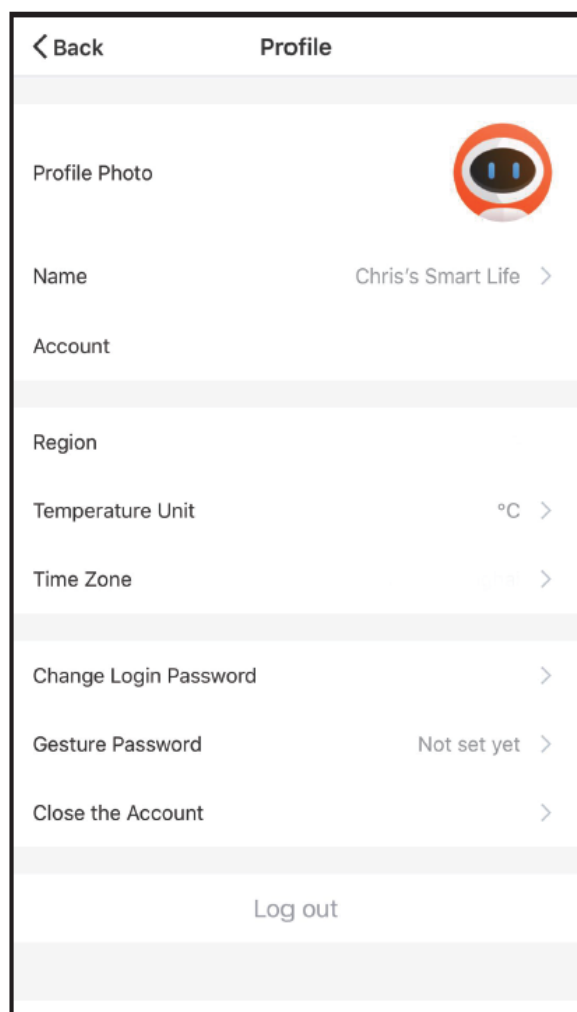 Back Profile
Profile Photo
Name Chris's Smart Life
Account
Region
Temperature Unit °C
Time Zone
Change Login Password
Gesture Password Not set yet
Close the Account
Log out